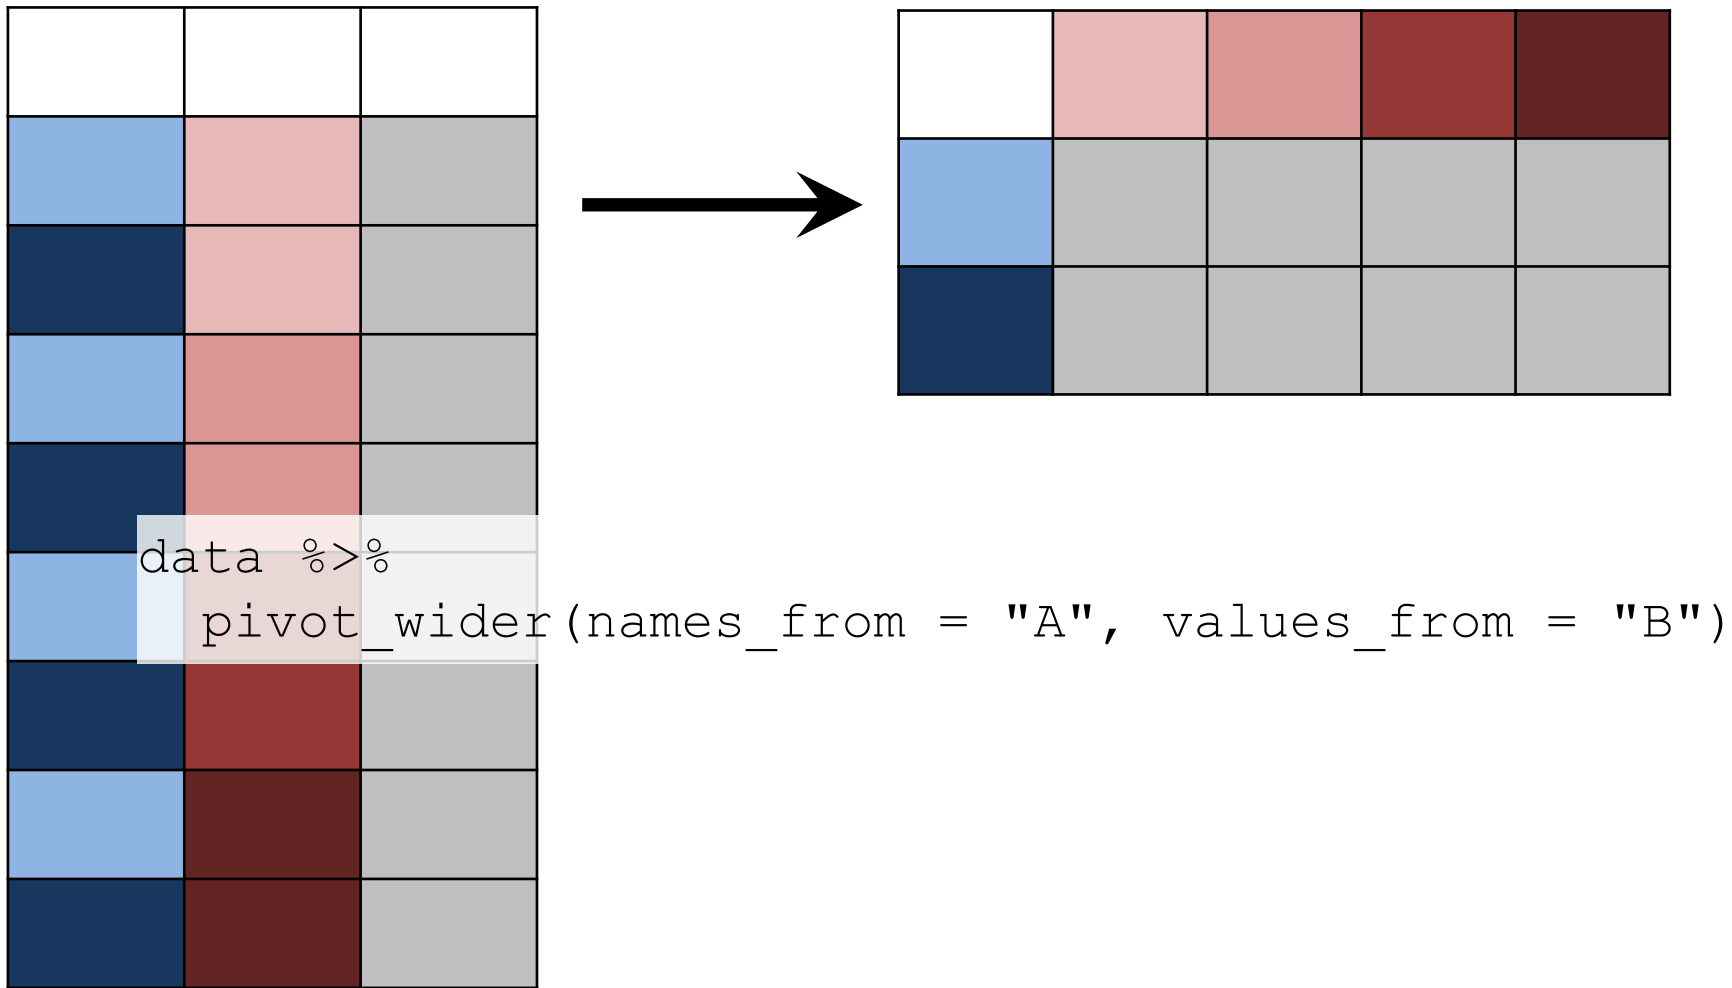 data %>%
pivot_wider(names_from = "A", values_from = "B")